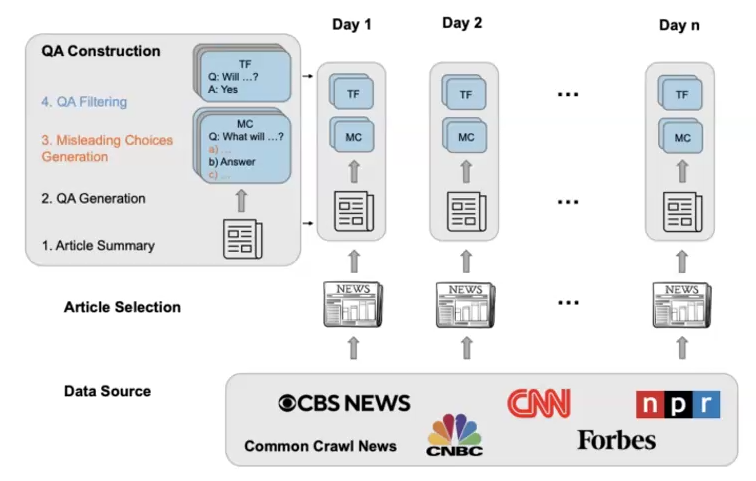 Day 1
Day 2
Day n
QA Construction
4. QA Filtering
3. Misleading Choices
Generation
2. QA Generation
1. Article Summary
TF
Q: Will ...?
A: Yes
MC
Q: What will ...?
a) ...
b) Answer
c) ...
TF
MC
TF
MC
...
TF
MC
...
Article Selection
NEWS
NEWS
...
NEWS
Data Source
CBS NEWS
CNN
npr
Common Crawl News
CNBC
Forbes